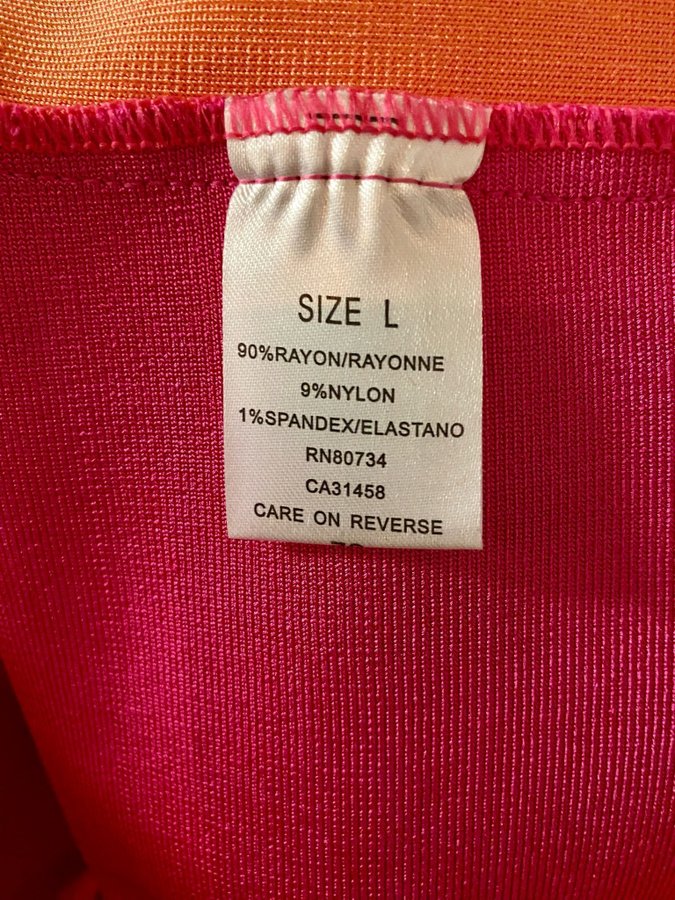 SIZE L
90%RAYON/RAYONNE
9%NYLON
1%SPANDEX/ELASTANO
RN80734
CA31458
CARE ON REVERSE